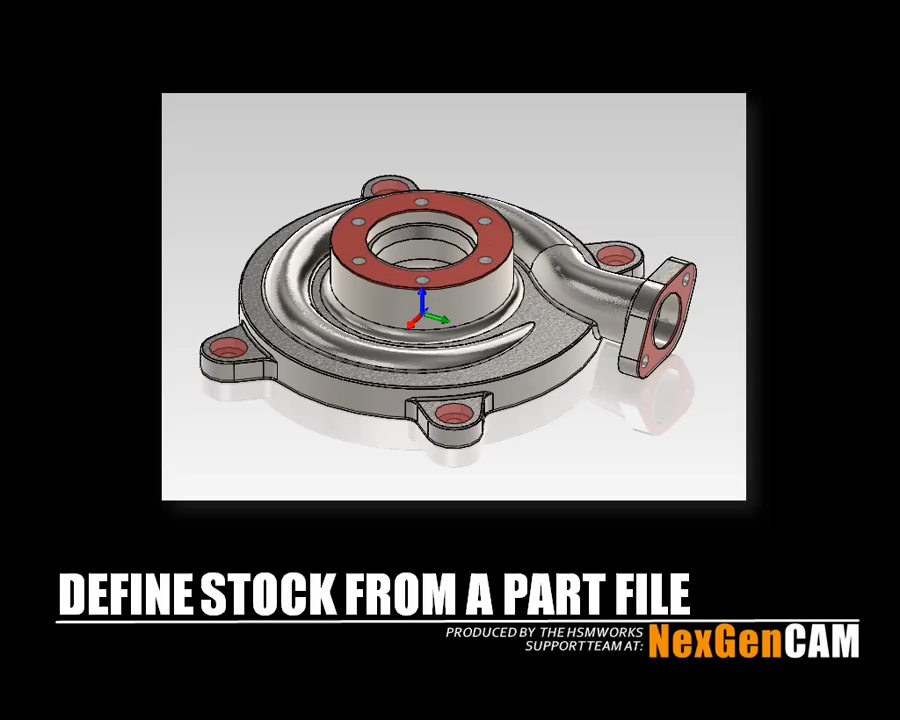 DEFINE STOCK FROM A PART FILE
PRODUCED BY THE HSMWORKS
SUPPORT TEAM AT:
NexGenCAM